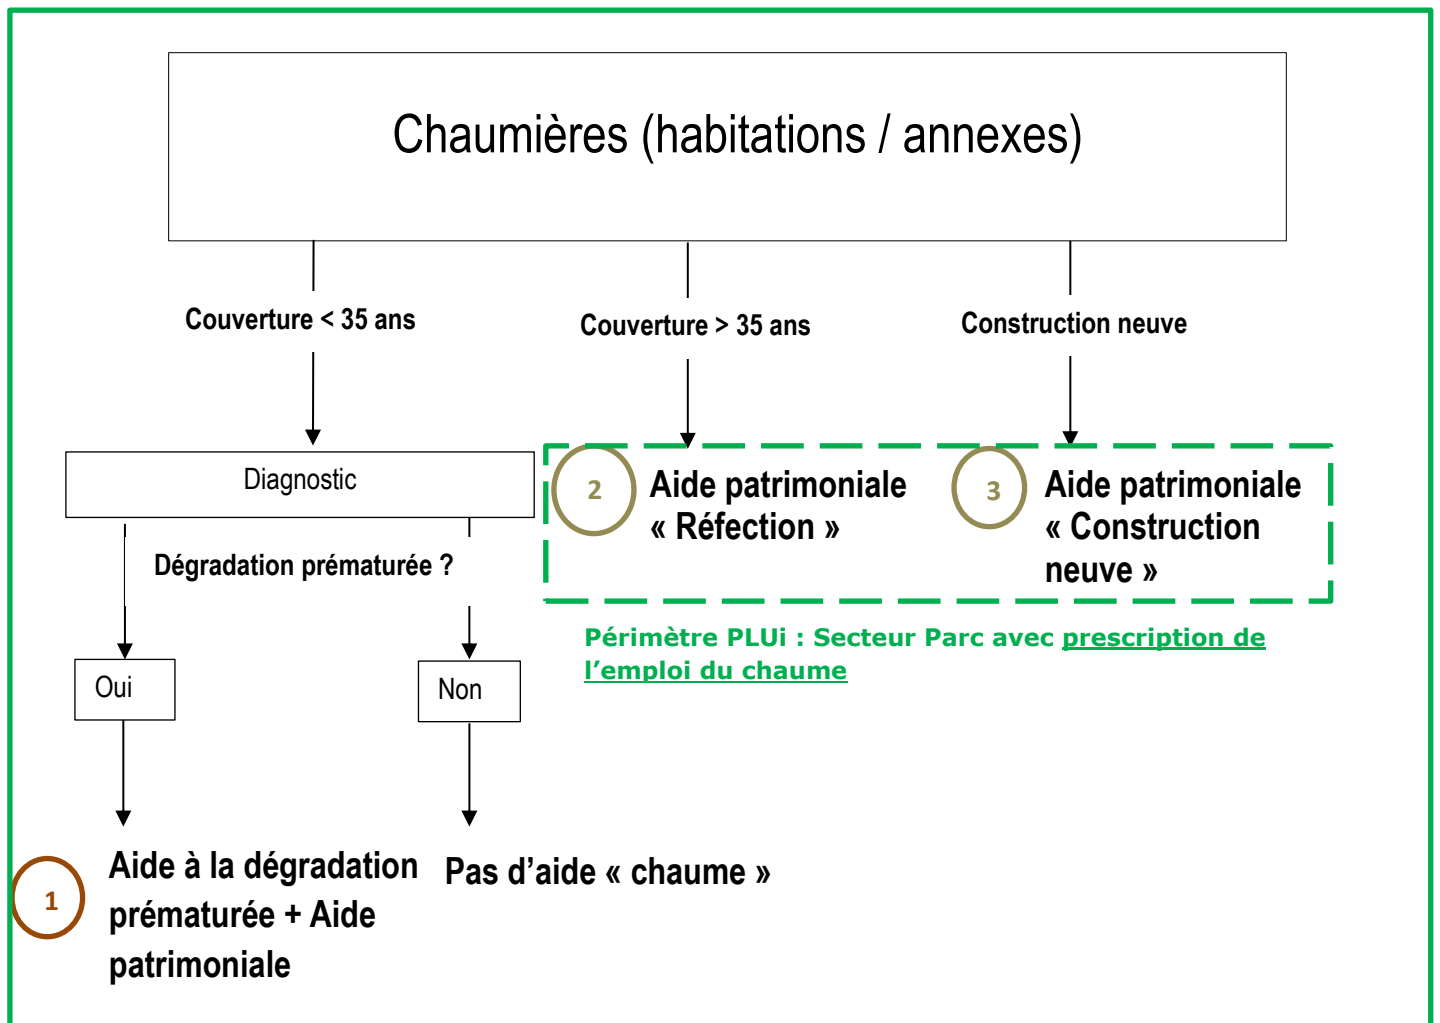 Chaumières (habitations / annexes)
Couverture < 35 ans
Couverture > 35 ans
Construction neuve
Diagnostic
Dégradation prématurée ?
Oui
Non
1
Aide à la dégradation
prématurée + Aide
patrimoniale
Pas d’aide « chaume »
2
Aide patrimoniale
« Réfection »
3
Aide patrimoniale
« Construction
neuve »
Périmètre PLUi : Secteur Parc avec prescription de
l’emploi du chaume